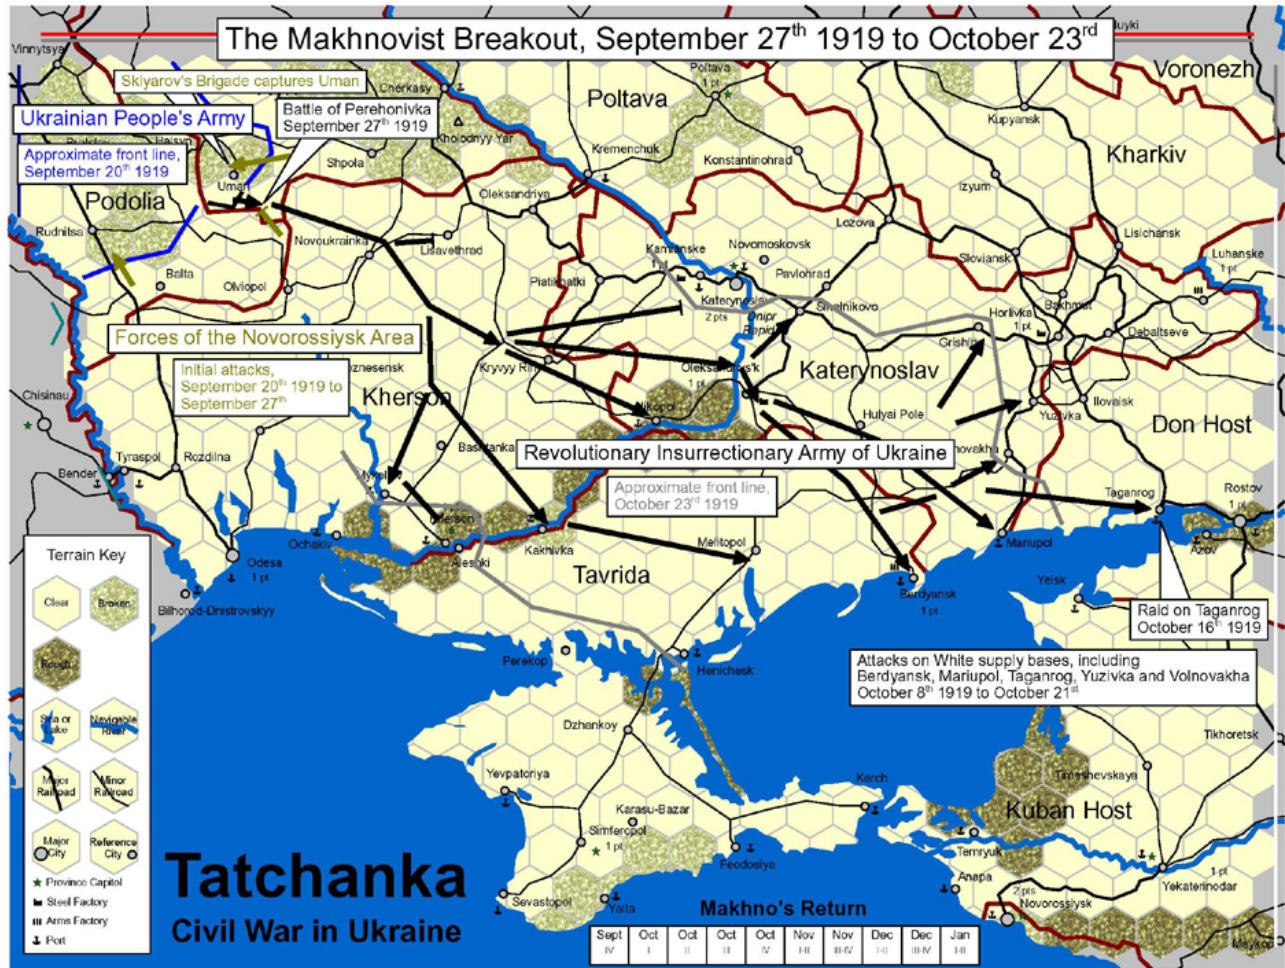 The Makhnovist Breakout, September 27th 1919 to October 23rd
Vinnytsya
Sklyarov's Brigade captures Uman
Cherkasy
Poltava
1 pt
Voronezh
Ukrainian People's Army
Battle of Perehonivka
September 27th 1919
Poltava
Kupyansk
Approximate front line,
September 20th 1919
Kholodnyy Yar
Shpola
Kremenchuk
Konstantinohrad
Kharkiv
Uman
Izyum
Podolia
Oleksandriya
Rudnitsa
Novoukrainka
Lisavethrad
Lozova
Lisichansk
Kamianske
Novomoskovsk
Sloviansk
Luhanske
1 pt
Balta
Olviopol
Piatikhatki
Pavlohrad
Katerynoslav
2 pts
Sinelnikovo
Bakhmut
Horlivka
1 pt
Dnipr
Rapids
Debaltseve
Forces of the Novorossiysk Area
Grishino
Initial attacks,
September 20th 1919 to
September 27th
Kryvyy Rih
Oleksandrivs'k
1 pt
Katerynoslav
Chisinau
Kherson
Nikopol
Hulyai Pole
Yuzivka
Ilovaisk
Don Host
Bashtanka
Revolutionary Insurrectionary Army of Ukraine
Bender
Tyraspol
Rozdilna
Approximate front line,
October 23rd 1919
Taganrog
Rostov
1 pt
Terrain Key
Ochakiv
Kherson
Aleshki
Kakhivka
Melitopol
Mariupol
Azov
Odesa
1 pt
Tavrida
Clear
Broken
Bilhorod-Dnistrovskyy
Berdyansk
1 pt
Yeisk
Raid on Taganrog
October 16th 1919
Rough
Perekop
Henichesk
Attacks on White supply bases, including
Berdyansk, Mariupol, Taganrog, Yuzivka and Volnovakha
October 8th 1919 to October 21st
Sea or
Lake
Navigable
River
Dzhankoy
Tikhoretsk
Major
Railroad
Minor
Railroad
Yevpatoriya
Kerch
Timashevskaya
Karasu-Bazar
Kuban Host
Major
City
Reference
City
Simferopol
1 pt
Feodosiya
Temryuk
1 pt
Yekaterinodar
Province Capitol
Steel Factory
Arms Factory
Port
Tatchanka
Civil War in Ukraine
Sevastopol
Yalta
Anapa
2 pts
Novorossiysk
Meykop
Makhno's Return
Sept Oct Oct Oct Oct Nov Nov Dec Dec Jan
IV I II III IV I-II III-IV I-II III-IV I-II